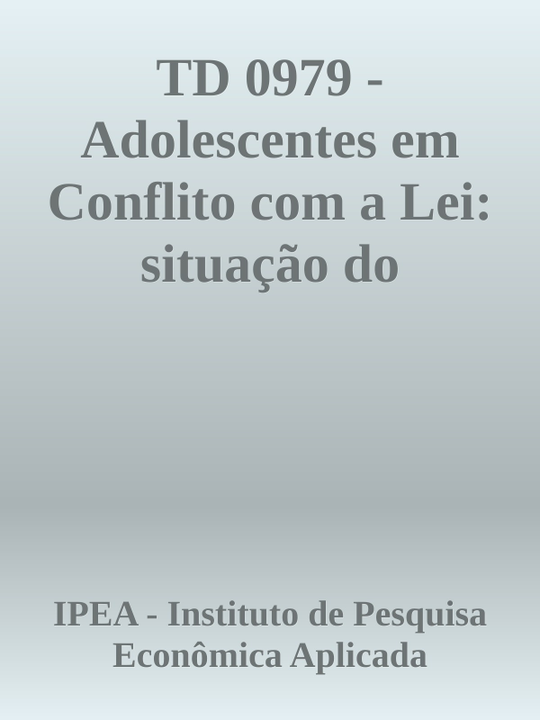 TD 0979 -
Adolescentes em
Conflito com a Lei:
situação do
IPEA - Instituto de Pesquisa
Econômica Aplicada